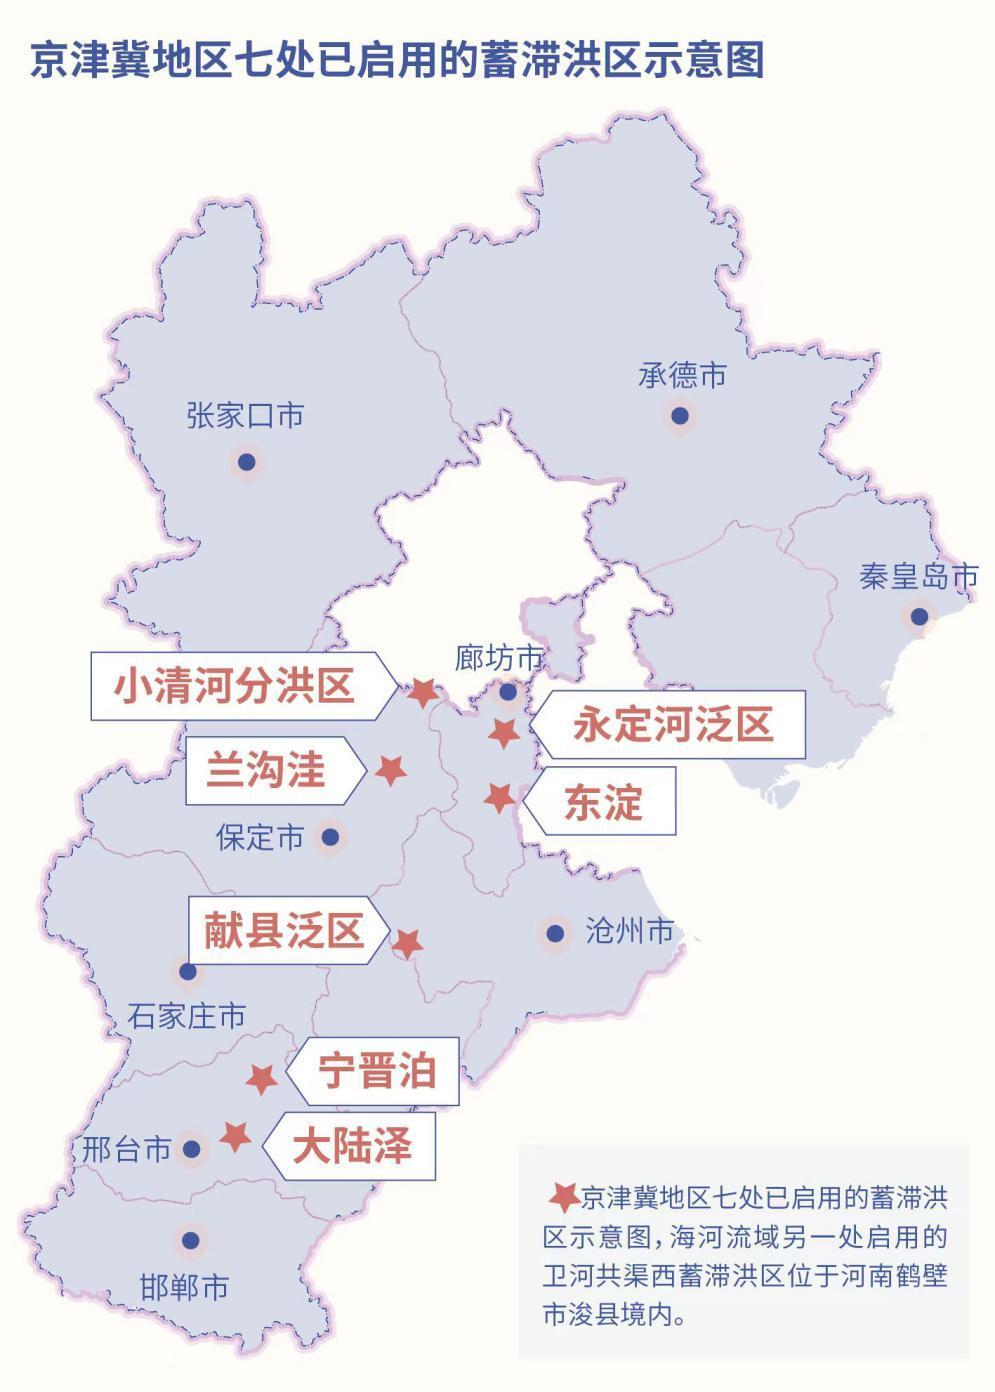 京津冀地区七处已启用的蓄滞洪区示意图
承德市
张家口市
秦皇岛市
廊坊市
小清河分洪区
永定河泛区
兰沟洼
东淀
保定市
献县泛区
沧州市
石家庄市
宁晋泊
大陆泽
邢台市
邯郸市
京津冀地区七处已启用的蓄滞洪
区示意图，海河流域另一处启用的
卫河共渠西蓄滞洪区位于河南鹤壁
市浚县境内。